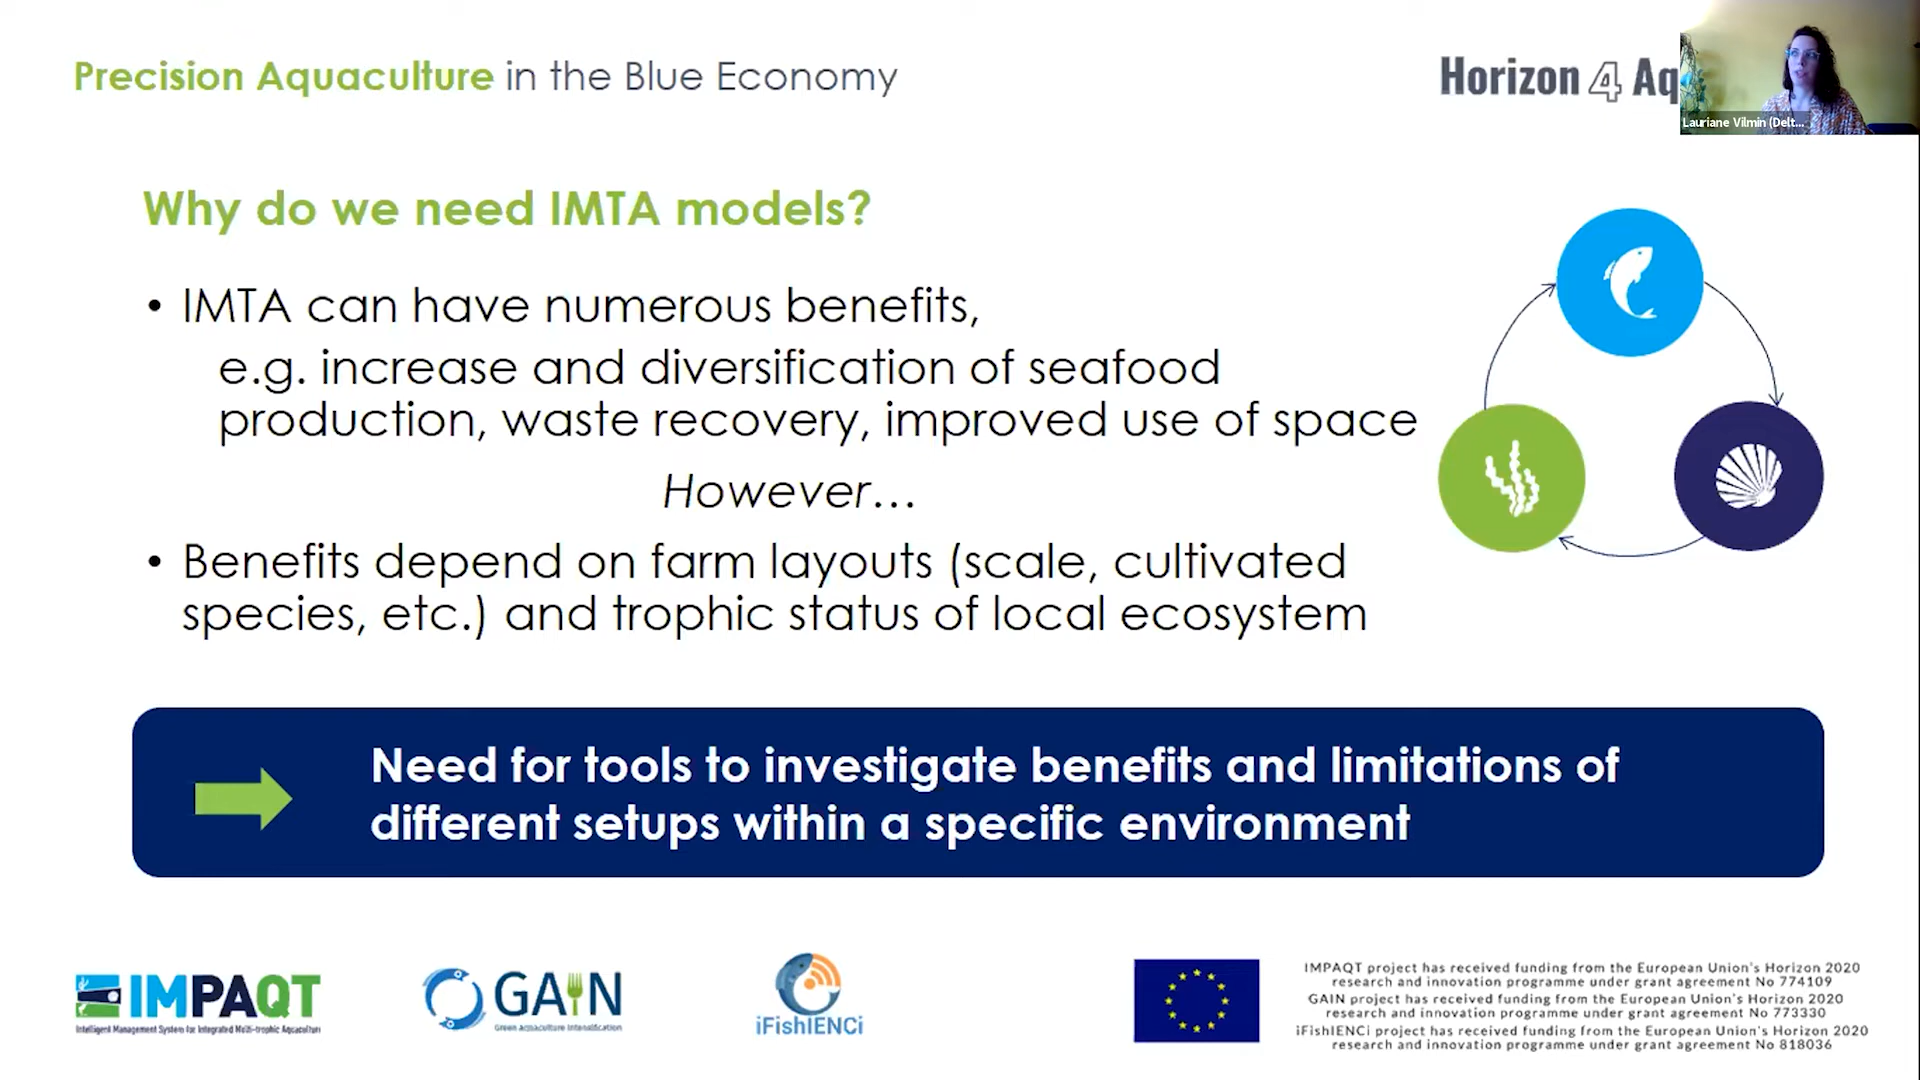 Precision Aquaculture in the Blue Economy
Horizon 4 Aq
Lauriane Vilmin (Delt...
Why do we need IMTA models?
• IMTA can have numerous benefits,
e.g. increase and diversification of seafood
production, waste recovery, improved use of space
However...
• Benefits depend on farm layouts (scale, cultivated
species, etc.) and trophic status of local ecosystem
Need for tools to investigate benefits and limitations of
different setups within a specific environment
IMPAQT
Intelligent Management System for Integrated Multi-trophic Aquaculture
GAIN
Green Aquaculture Intensification
iFishIENCi
IMPAQT project has received funding from the European Union's Horizon 2020
research and innovation programme under grant agreement No 774109
GAIN project has received funding from the European Union's Horizon 2020
research and innovation programme under grant agreement No 773330
iFishIENCi project has received funding from the European Union's Horizon 2020
research and innovation programme under grant agreement No 818036